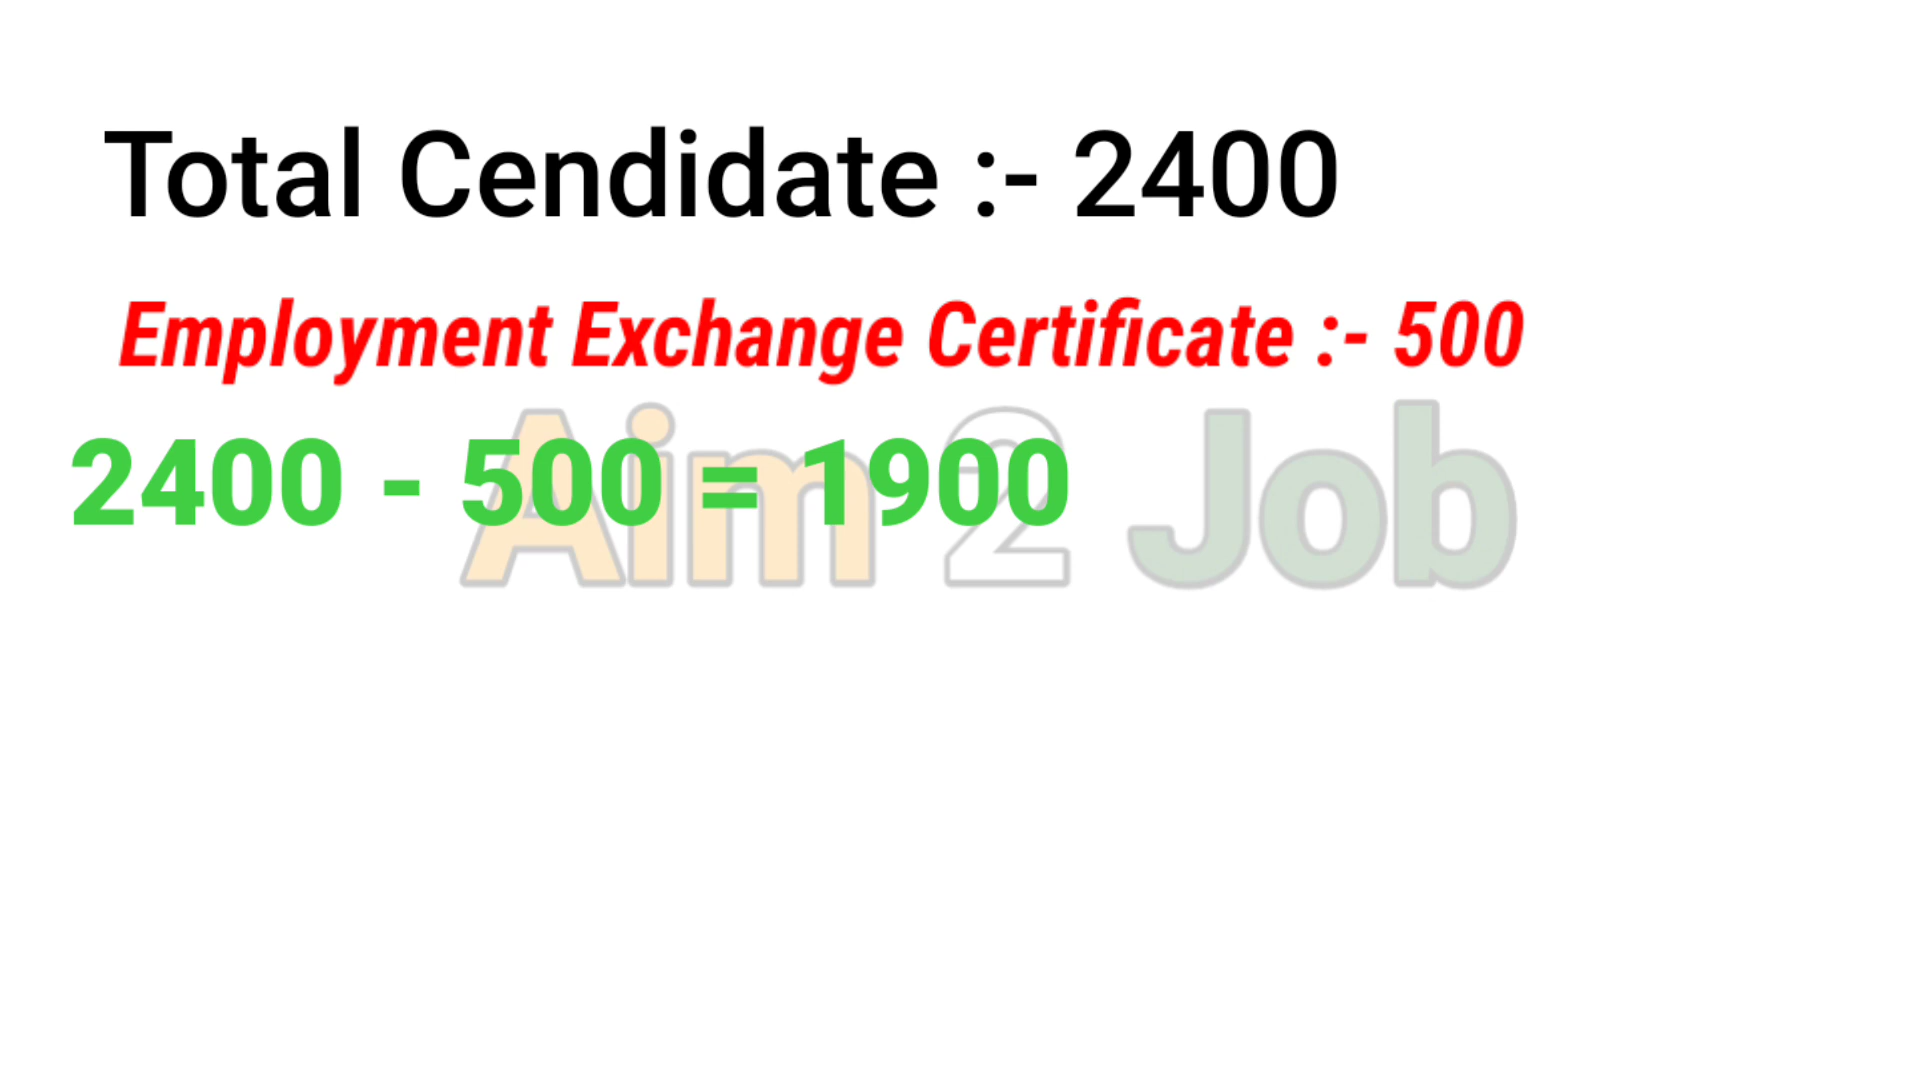 Total Cendidate :- 2400
Employment Exchange Certificate :- 500
2400 - 500 = 1900
Aim 2 Job